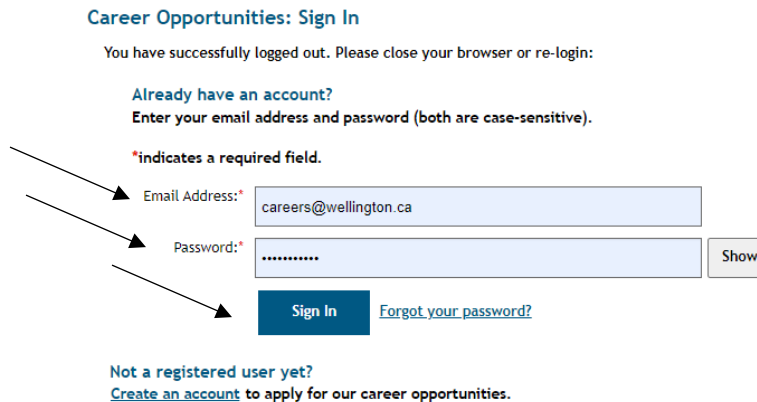 Career Opportunities: Sign In
You have successfully logged out. Please close your browser or re-login:
Already have an account?
Enter your email address and password (both are case-sensitive).
*indicates a required field.
Email Address:*
careers@wellington.ca
Password:*
•••••••••••
Show
Sign In
Forgot your password?
Not a registered user yet?
Create an account to apply for our career opportunities.